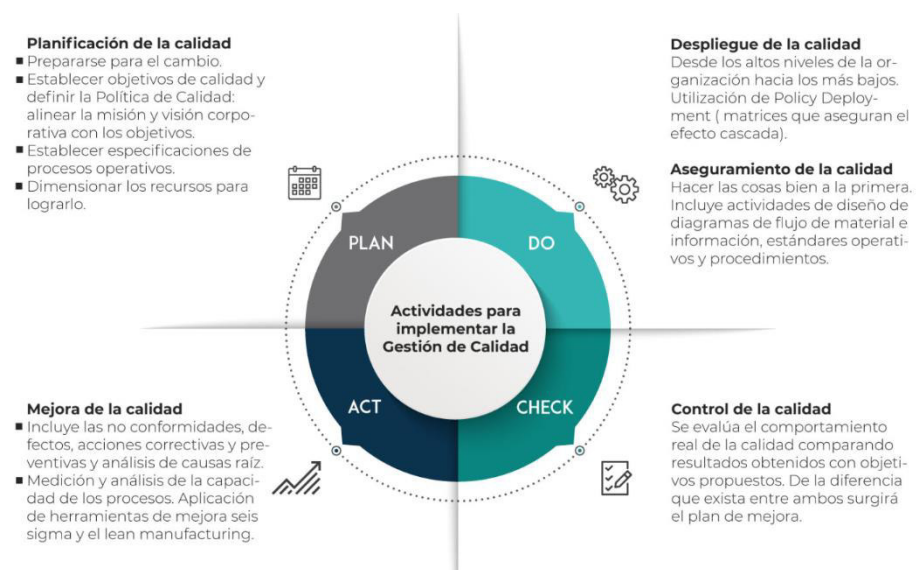 Planificación de la calidad
■ Prepararse para el cambio.
■ Establecer objetivos de calidad y
definir la Política de Calidad:
alinear la misión y visión corpo-
rativa con los objetivos.
■ Establecer especificaciones de
procesos operativos.
■ Dimensionar los recursos para
lograrlo.
Despliegue de la calidad
Desde los altos niveles de la or-
ganización hacia los más bajos.
Utilización de Policy Deploy-
ment ( matrices que aseguran el
efecto cascada).
Aseguramiento de la calidad
Hacer las cosas bien a la primera.
Incluye actividades de diseño de
diagramas de flujo de material e
información, estándares operati-
vos y procedimientos.
PLAN
DO
Actividades para
implementar la
Gestión de Calidad
ACT
CHECK
Mejora de la calidad
■ Incluye las no conformidades, de-
fectos, acciones correctivas y pre-
ventivas y análisis de causas raíz.
■ Medición y análisis de la capaci-
dad de los procesos. Aplicación
de herramientas de mejora seis
sigma y el lean manufacturing.
Control de la calidad
Se evalúa el comportamiento
real de la calidad comparando
resultados obtenidos con objeti-
vos propuestos. De la diferencia
que exista entre ambos surgirá
el plan de mejora.